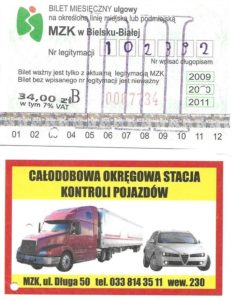 BILET MIESIĘCZNY ulgowy
na określoną linię miejską lub podmiejską
MZK w Bielsku-Białej
Nr legitymacji 10292
Nr wpisać długopisem
Bilet ważny jest tylko z aktualną legitymacją MZK.
Bilet bez wpisanego nr legitymacji jest nieważny
2009
34,00 zł B
w tym 7% VAT
0007234
2011
01 02 03 04 05 06 07 08 09 10 11 12
CAŁODOBOWA OKRĘGOWA STACJA
KONTROLI POJAZDÓW
MZK, ul. Długa 50 tel. 033 814 35 11 wew. 230